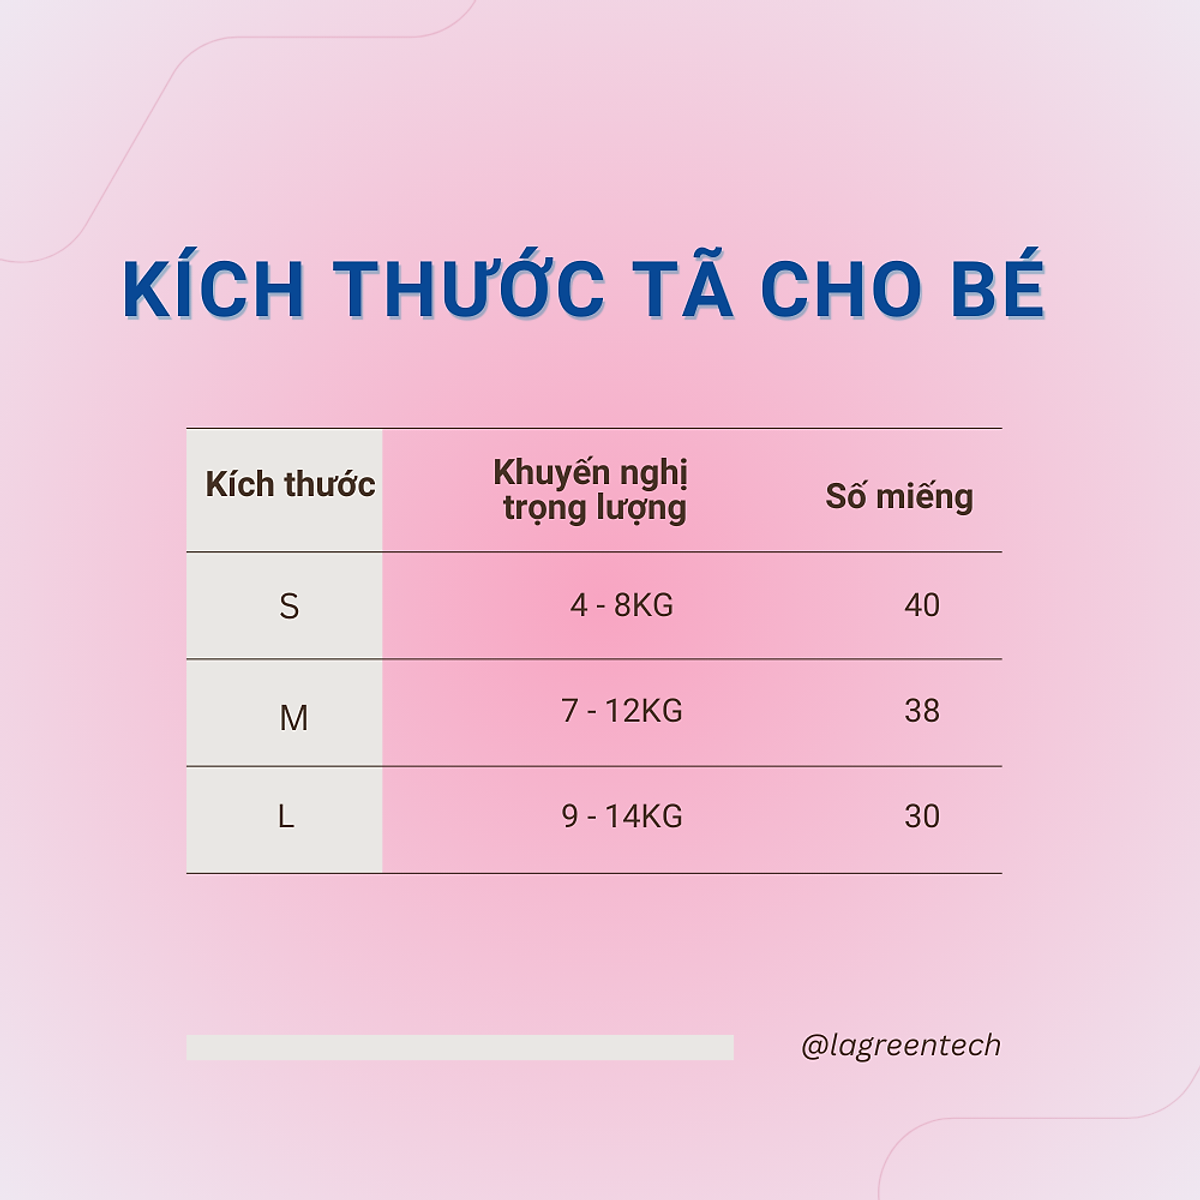 KÍCH THƯỚC TÃ CHO BÉ
Kích thước
Khuyến nghị
trọng lượng
Số miếng
S
4 - 8KG
40
M
7 - 12KG
38
L
9 - 14KG
30
@lagreentech